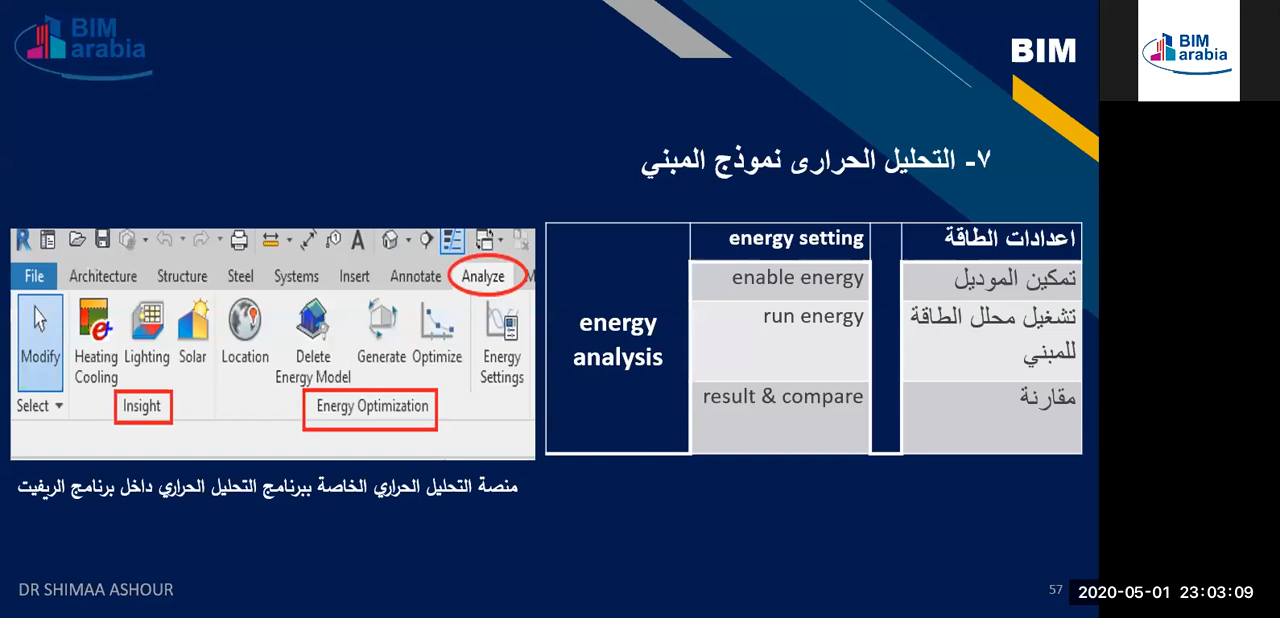 BIM
arabia
BIM
BIM
arabia
٧- التحليل الحرارى نموذج المبني
File Architecture Structure Steel Systems Insert Annotate Analyze M
Modify
Heating Cooling
Lighting
Solar
Location
Delete Energy Model
Generate
Optimize
Energy Settings
Select
Insight
Energy Optimization
energy analysis
energy setting
اعدادات الطاقة
enable energy
تمكين الموديل
run energy
تشغيل محلل الطاقة
للمبني
result & compare
مقارنة
منصة التحليل الحراري الخاصة ببرنامج التحليل الحراري داخل برنامج الريفيت
DR SHIMAA ASHOUR
57
2020-05-01 23:03:09